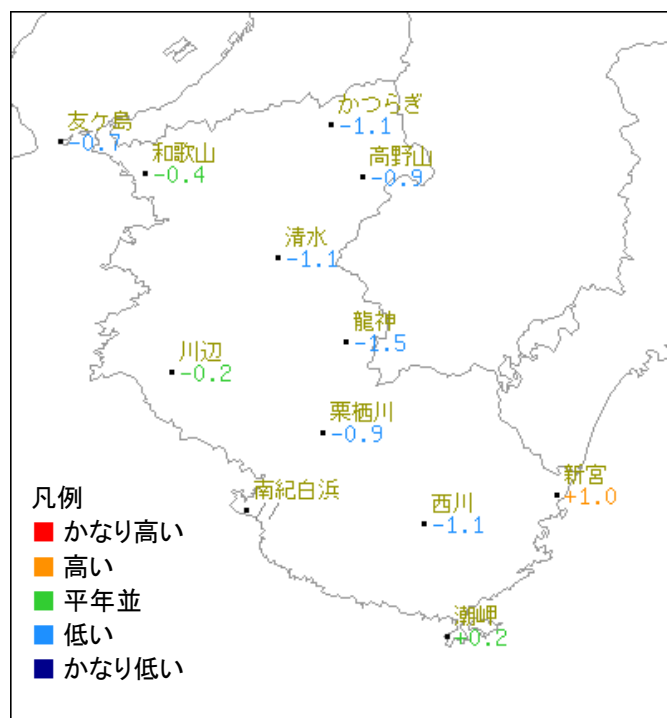 かつらぎ
-1.1
友ケ島
-0.7
和歌山
-0.4
高野山
-0.9
清水
-1.1
龍神
-1.5
川辺
-0.2
栗栖川
-0.9
南紀白浜
西川
-1.1
新宮
+1.0
潮岬
+0.2
凡例
かなり高い
高い
平年並
低い
かなり低い